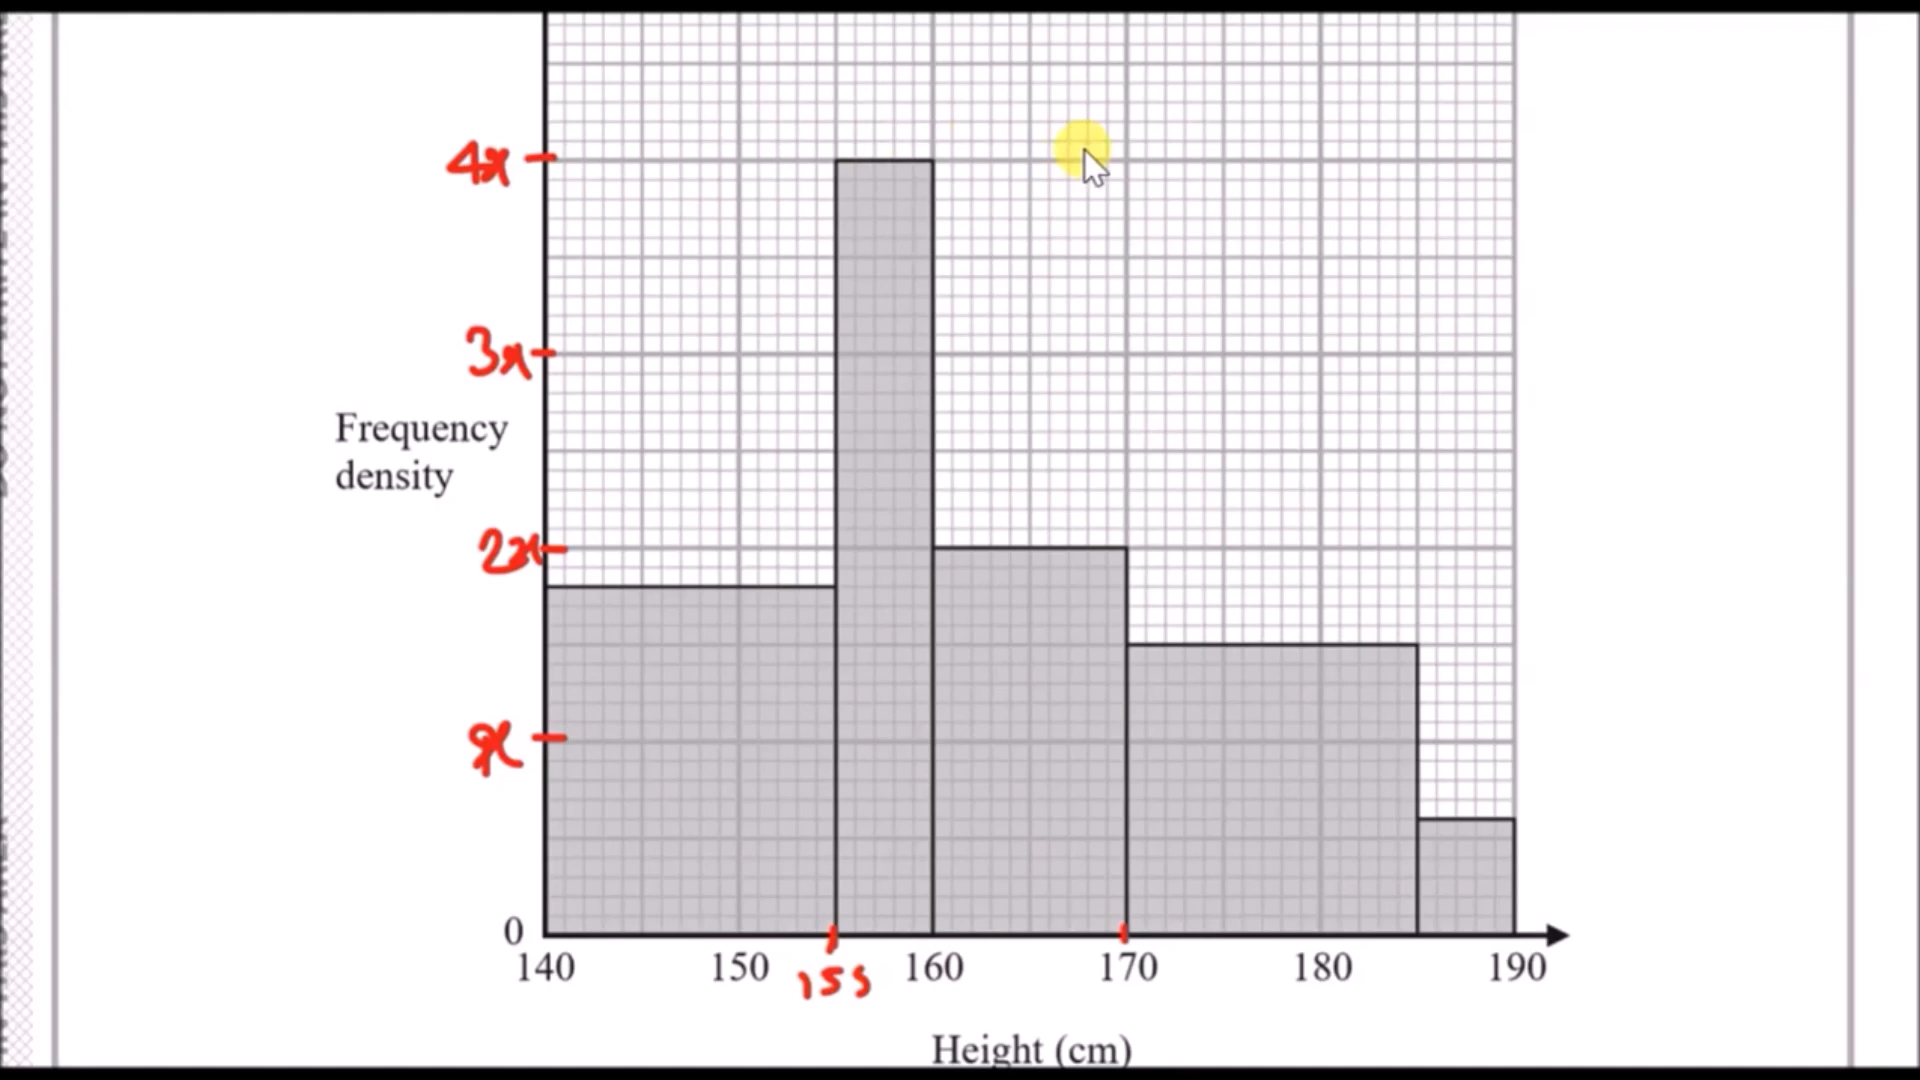 4x
3x
Frequency
density
2x
x
0
140 150 155 160 170 180 190
Height (cm)